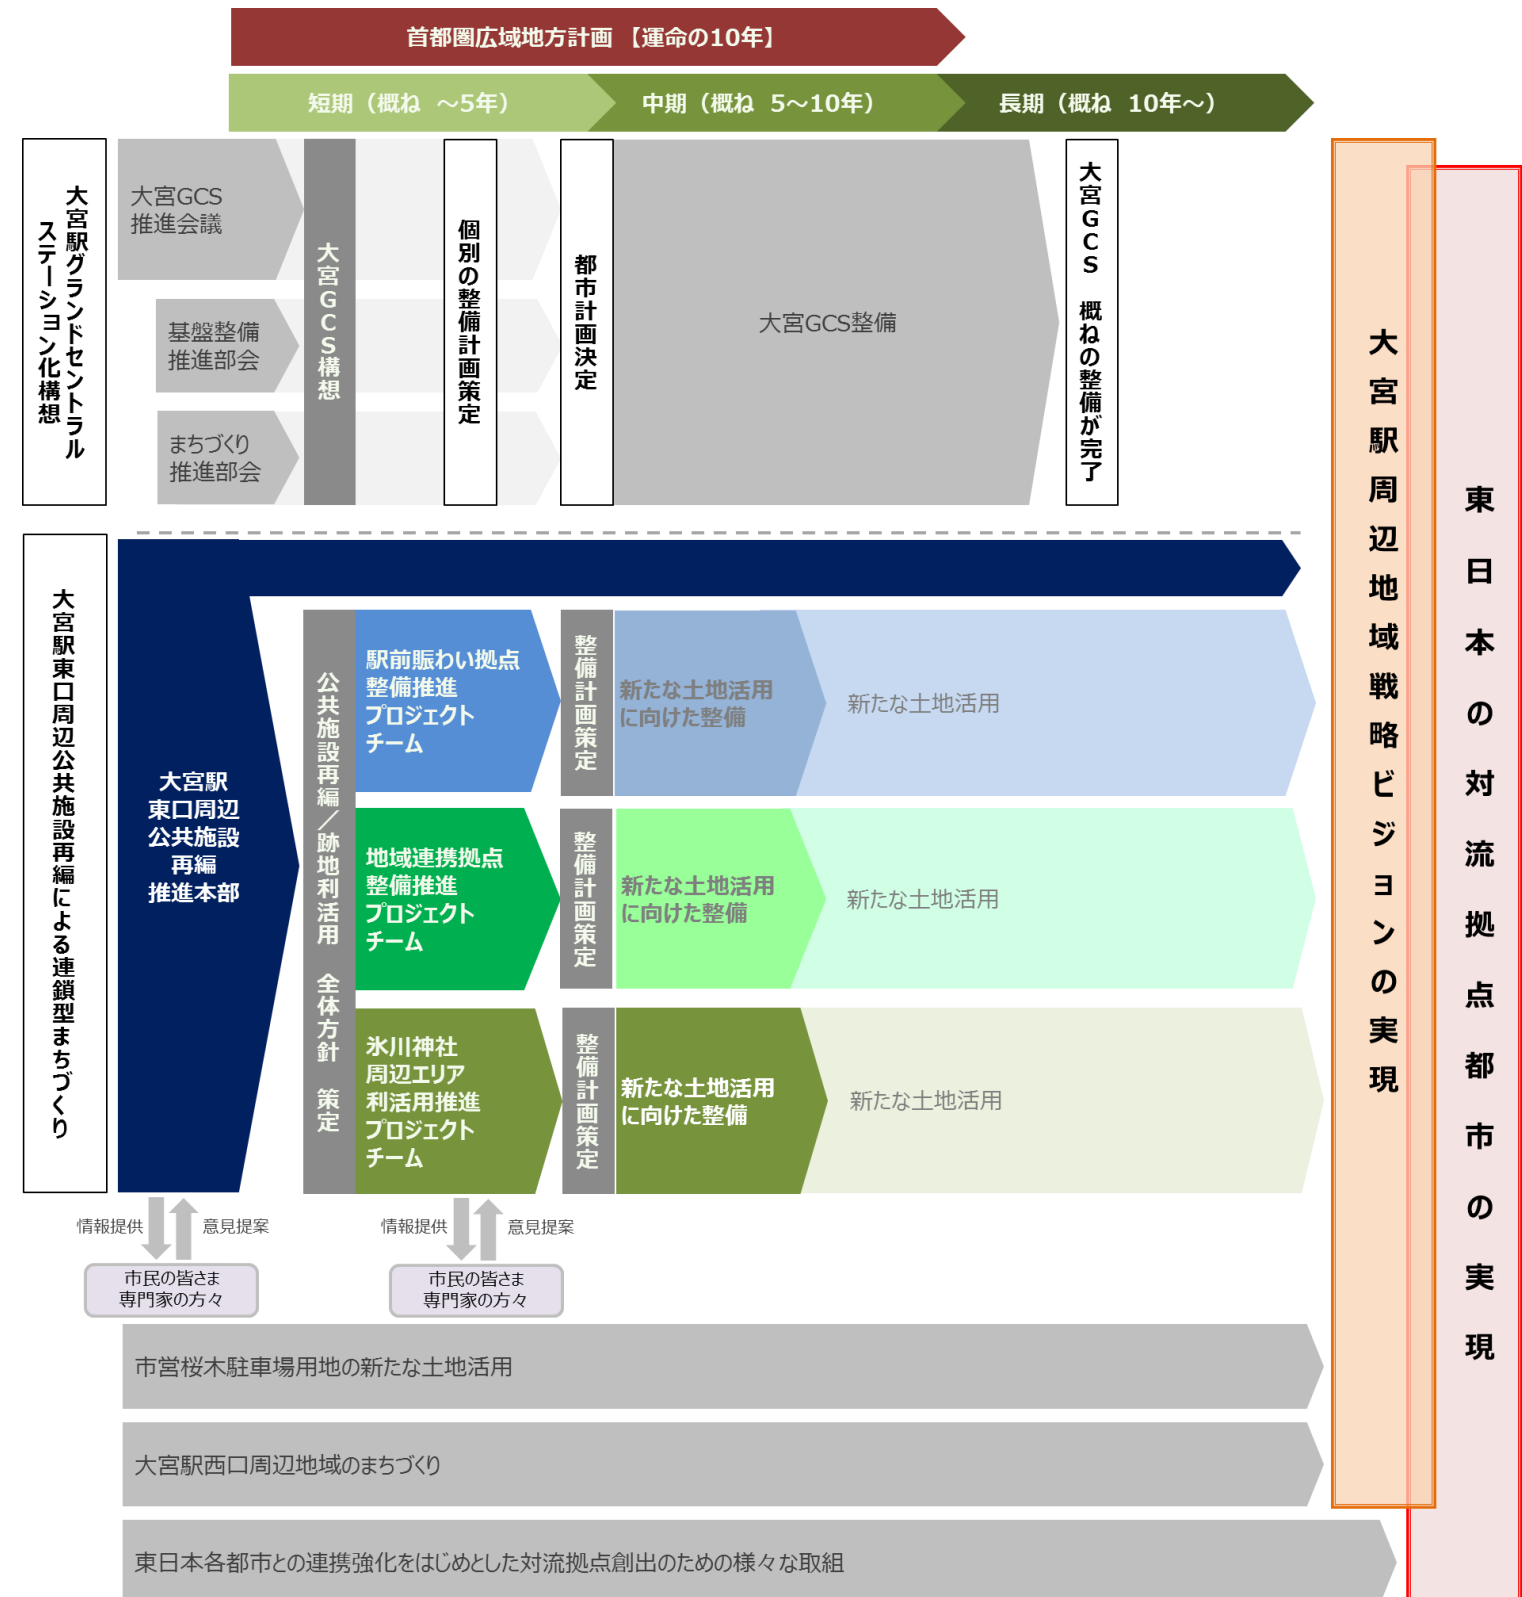 首都圏広域地方計画 【運命の10年】
短期（概ね ～5年）
中期（概ね 5～10年）
長期（概ね 10年～）
大宮駅グランドセントラル
ステーション化構想
大宮GCS
推進会議
基盤整備
推進部会
まちづくり
推進部会
大宮GCS構想
個別の整備計画策定
都市計画決定
大宮GCS整備
大宮GCS 概ねの整備が完了
大宮駅東口周辺公共施設再編による連鎖型まちづくり
大宮駅
東口周辺
公共施設
再編
推進本部
公共施設再編／跡地利活用 全体方針 策定
駅前賑わい拠点
整備推進
プロジェクト
チーム
整備計画策定
新たな土地活用
に向けた整備
新たな土地活用
地域連携拠点
整備推進
プロジェクト
チーム
整備計画策定
新たな土地活用
に向けた整備
新たな土地活用
氷川神社
周辺エリア
利活用推進
プロジェクト
チーム
整備計画策定
新たな土地活用
に向けた整備
新たな土地活用
情報提供
意見提案
市民の皆さま
専門家の方々
情報提供
意見提案
市民の皆さま
専門家の方々
市営桜木駐車場用地の新たな土地活用
大宮駅西口周辺地域のまちづくり
東日本各都市との連携強化をはじめとした対流拠点創出のための様々な取組
大宮駅周辺地域戦略ビジョンの実現
東日本の対流拠点都市の実現